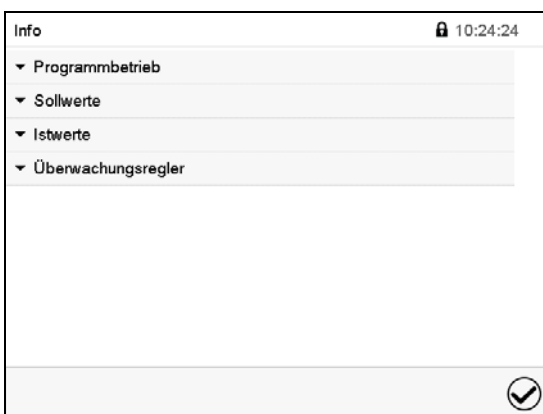 Info 10:24:24
Programmbetrieb
Sollwerte
Istwerte
Überwachungsregler